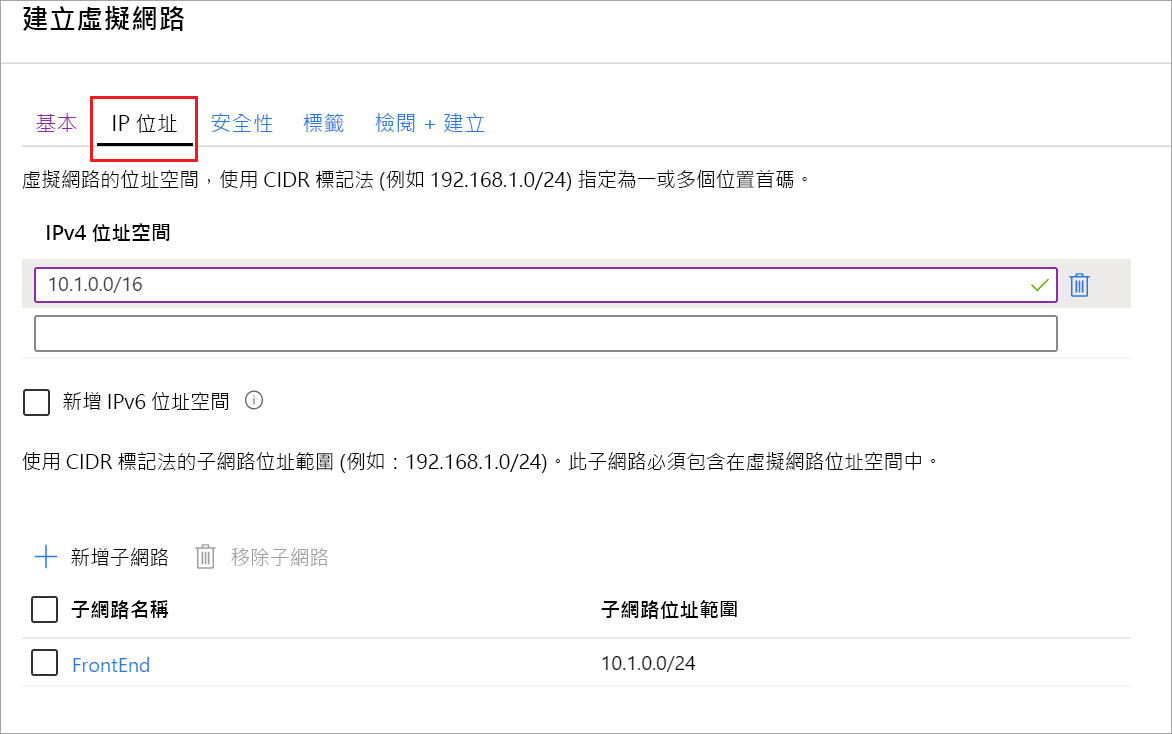 建立虛擬網路
基本 IP 位址 安全性 標籤 檢閱 + 建立
虛擬網路的位址空間，使用 CIDR 標記法 (例如 192.168.1.0/24) 指定為一或多個位置首碼。
IPv4 位址空間
10.1.0.0/16
新增 IPv6 位址空間
使用 CIDR 標記法的子網路位址範圍 (例如：192.168.1.0/24)。此子網路必須包含在虛擬網路位址空間中。
新增子網路 移除子網路
子網路名稱 子網路位址範圍
FrontEnd 10.1.0.0/24